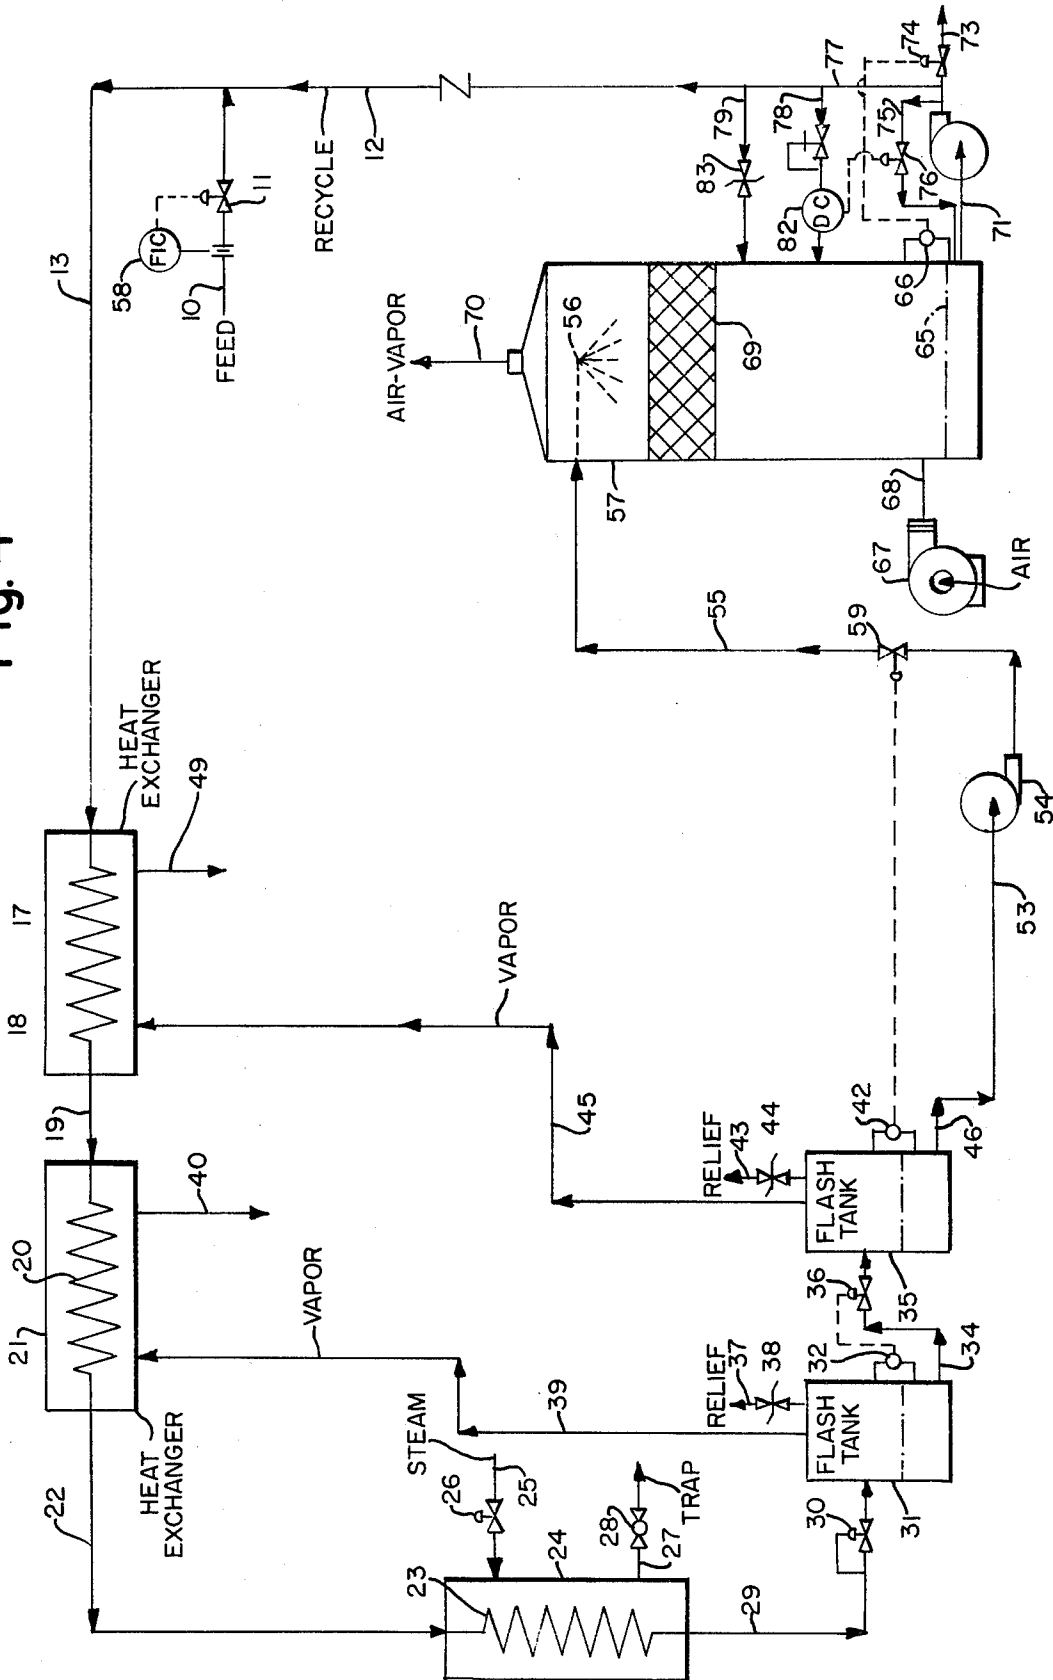 Fig.
13
58
FIC
11
10
FEED
RECYCLE
12
17
18
HEAT
EXCHANGER
49
19
21
20
40
HEAT
EXCHANGER
22
AIR-VAPOR
70
56
57
69
79
83
78
82
DC
77
74
73
75
76
71
66
65
68
67
AIR
55
59
54
53
VAPOR
45
VAPOR
39
STEAM
25
26
23
24
28
27
TRAP
29
30
31
FLASH
TANK
RELIEF
37
38
32
34
36
35
FLASH
TANK
RELIEF
43
44
42
46